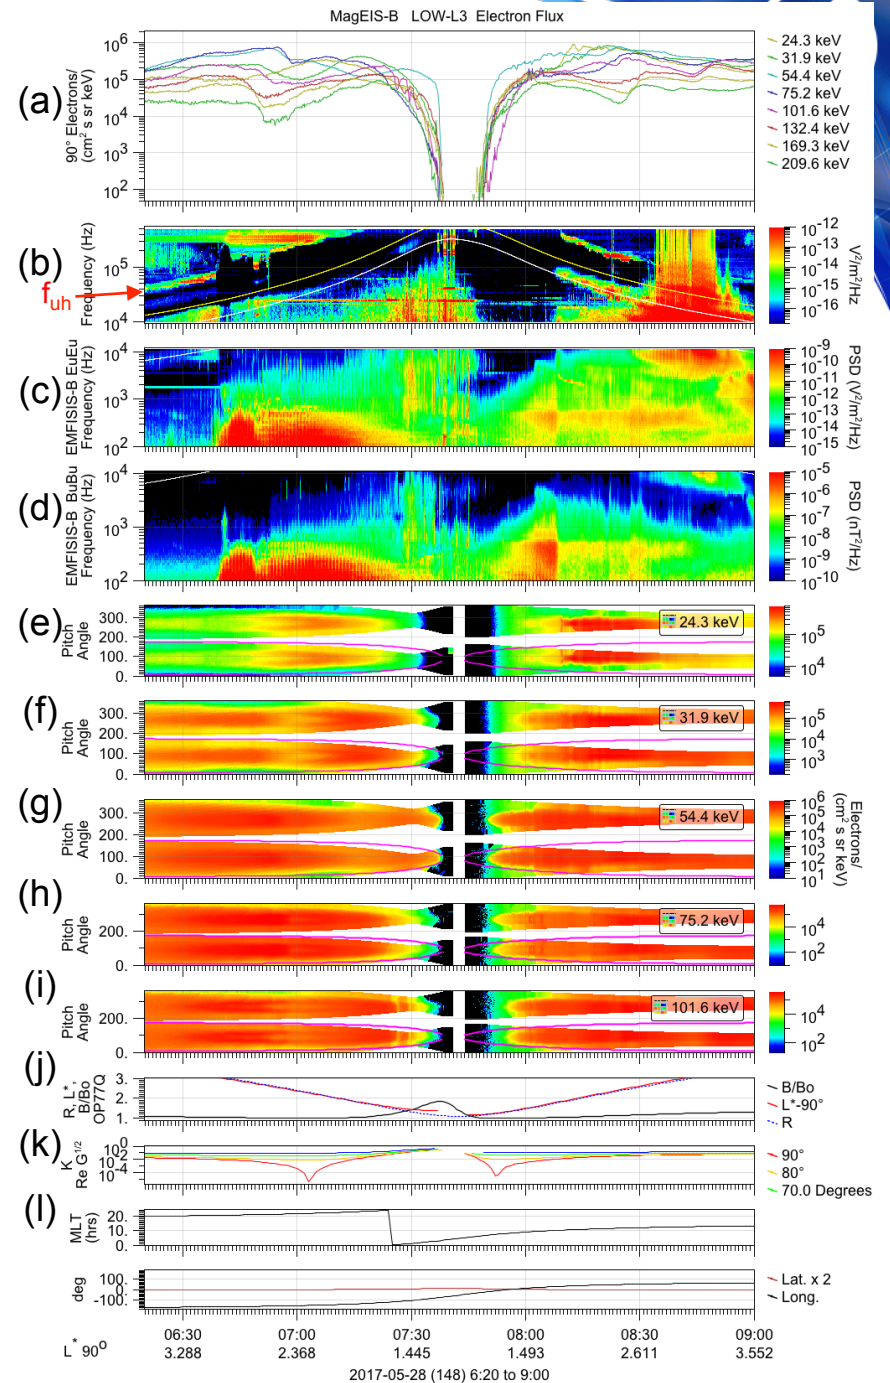 MagEIS-B LOW-L3 Electron Flux
(a)
90° Electrons/
(cm² s sr keV)
10⁶
10⁵
10⁴
10³
10²
24.3 keV
31.9 keV
54.4 keV
75.2 keV
101.6 keV
132.4 keV
169.3 keV
209.6 keV
(b)
fuh
Frequency (Hz)
10⁵
10⁴
10⁻¹²
10⁻¹³
10⁻¹⁴
10⁻¹⁵
10⁻¹⁶
V²/m²/Hz
(c)
EMFISIS-B EuEu
Frequency (Hz)
10⁴
10³
10²
10⁻⁹
10⁻¹⁰
10⁻¹¹
10⁻¹²
10⁻¹³
10⁻¹⁴
10⁻¹⁵
PSD (V²/m²/Hz)
(d)
EMFISIS-B BuBu
Frequency (Hz)
10⁴
10³
10²
10⁻⁵
10⁻⁶
10⁻⁷
10⁻⁸
10⁻⁹
10⁻¹⁰
PSD (nT²/Hz)
(e)
Pitch
Angle
300.
200.
100.
0.
24.3 keV
10⁵
10⁴
(f)
Pitch
Angle
300.
200.
100.
0.
31.9 keV
10⁵
10⁴
10³
(g)
Pitch
Angle
300.
200.
100.
0.
54.4 keV
10⁶
10⁵
10⁴
10³
10²
10¹
Electrons/
(cm² s sr keV)
(h)
Pitch
Angle
200.
0.
75.2 keV
10⁴
10²
(i)
Pitch
Angle
200.
0.
101.6 keV
10⁴
10²
(j)
R, L*,
B/Bo
OP77Q
3.
2.
1.
B/Bo
L*-90°
R
(k)
K
Re G¹ᐟ²
10⁰
10⁻²
10⁻⁴
90°
80°
70.0 Degrees
(l)
MLT
(hrs)
20.
10.
0.
deg
100.
0.
-100.
Lat. x 2
Long.
06:30 07:00 07:30 08:00 08:30 09:00
L* 90° 3.288 2.368 1.445 1.493 2.611 3.552
2017-05-28 (148) 6:20 to 9:00